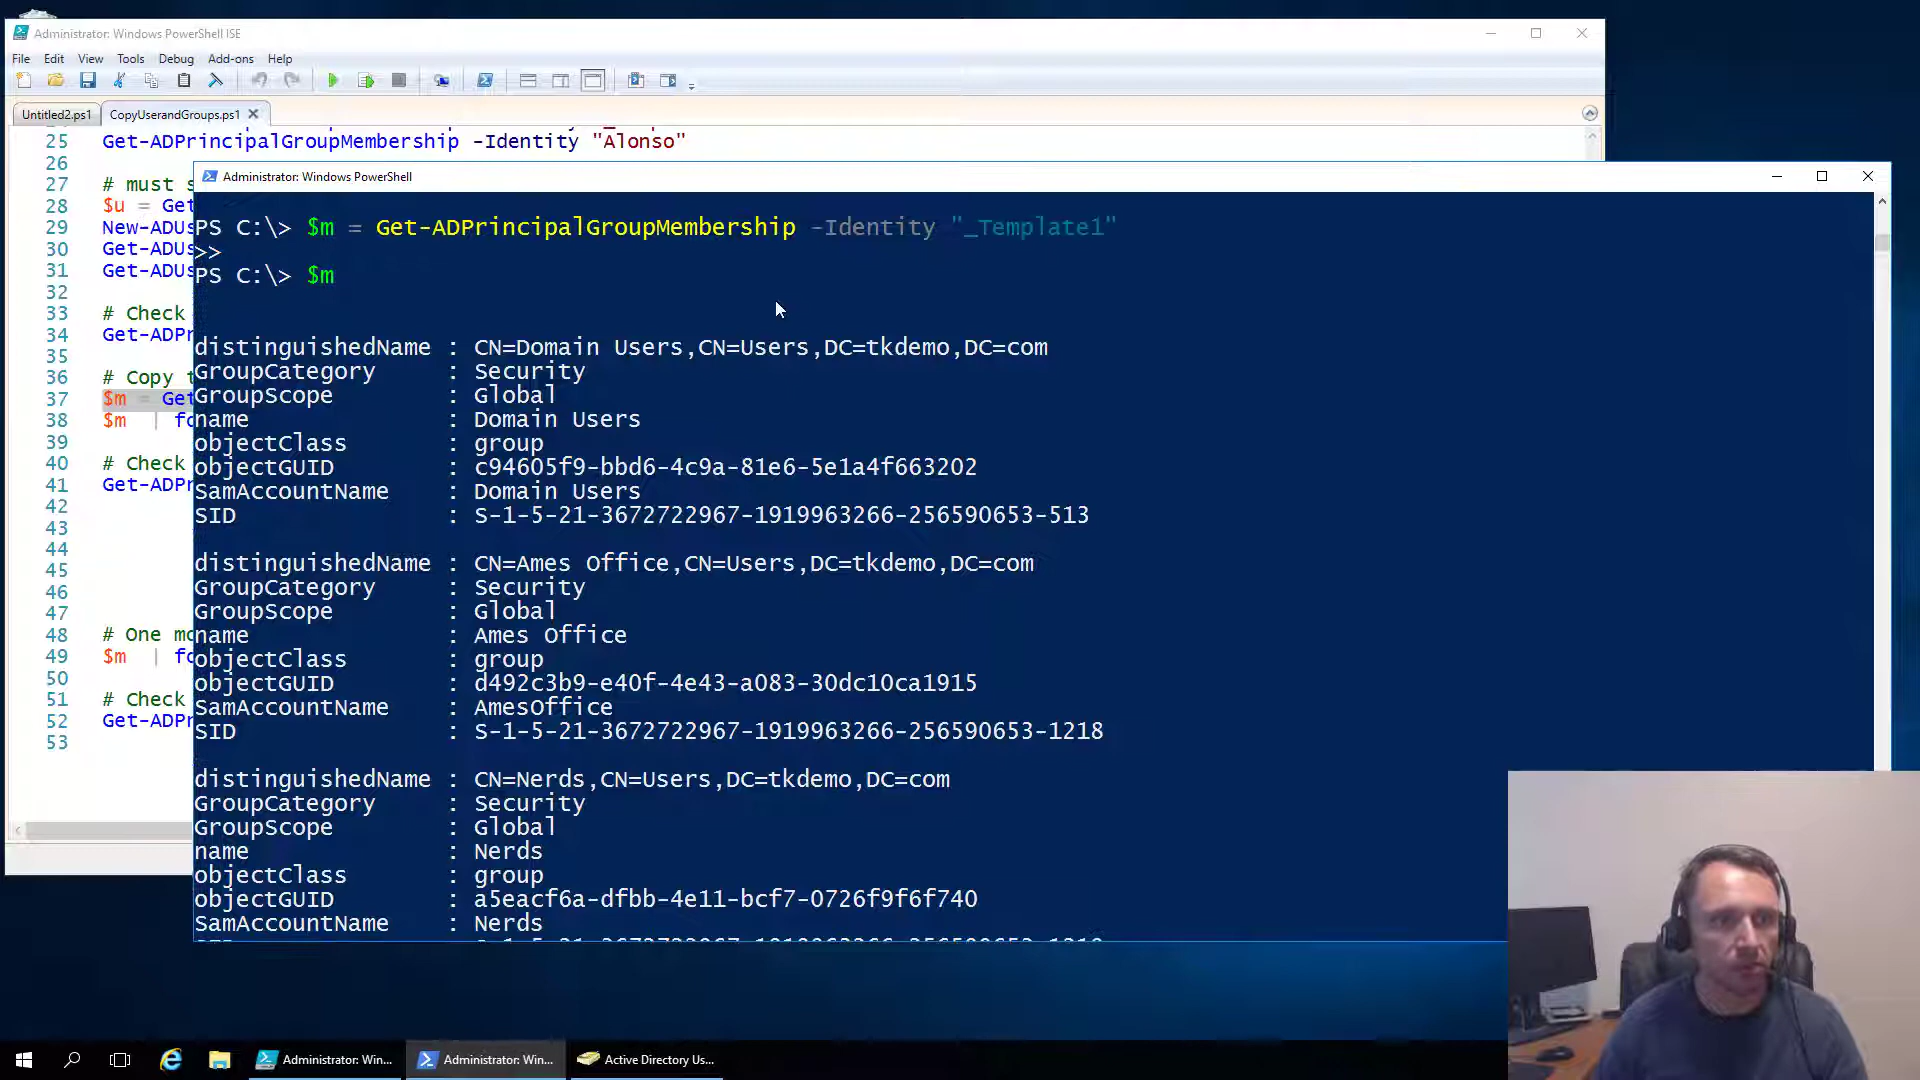 Administrator: Windows PowerShell ISE
File Edit View Tools Debug Add-ons Help
Untitled2.ps1 CopyUserandGroups.ps1
25 Get-ADPrincipalGroupMembership -Identity "Alonso"
26
27 # must
28 $u = Get
29 New-ADUs
30 Get-ADUs
31 Get-ADUs
32
33 # Check
34 Get-ADPr
35
36 # Copy t
37 $m = Get
38 $m | fo
39
40 # Check
41 Get-ADPr
42
43
44
45
46
47
48 # One mo
49 $m | fo
50
51 # Check
52 Get-ADPr
53
Administrator: Windows PowerShell
PS C:\> $m = Get-ADPrincipalGroupMembership -Identity "_Template1"
>>
PS C:\> $m
distinguishedName : CN=Domain Users,CN=Users,DC=tkdemo,DC=com
GroupCategory : Security
GroupScope : Global
name : Domain Users
objectClass : group
objectGUID : c94605f9-bbd6-4c9a-81e6-5e1a4f663202
SamAccountName : Domain Users
SID : S-1-5-21-3672722967-1919963266-256590653-513
distinguishedName : CN=Ames Office,CN=Users,DC=tkdemo,DC=com
GroupCategory : Security
GroupScope : Global
name : Ames Office
objectClass : group
objectGUID : d492c3b9-e40f-4e43-a083-30dc10ca1915
SamAccountName : AmesOffice
SID : S-1-5-21-3672722967-1919963266-256590653-1218
distinguishedName : CN=Nerds,CN=Users,DC=tkdemo,DC=com
GroupCategory : Security
GroupScope : Global
name : Nerds
objectClass : group
objectGUID : a5eacf6a-dfbb-4e11-bcf7-0726f9f6f740
SamAccountName : Nerds
Administrator: Win... Administrator: Win... Active Directory Us...